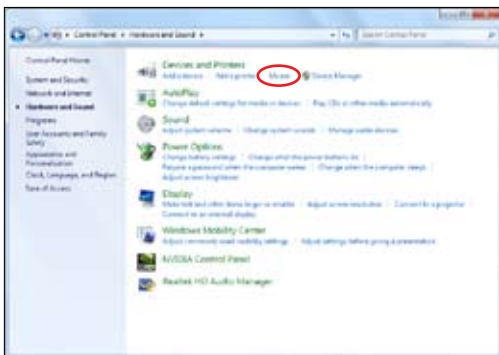 Control Panel ▸ Hardware and Sound ▸
Search Control Panel
Control Panel Home
System and Security
Network and Internet
Hardware and Sound
Programs
User Accounts and Family
Safety
Appearance and
Personalization
Clock, Language, and Region
Ease of Access
Devices and Printers
Add a device Add a printer Mouse Device Manager
AutoPlay
Change default settings for media or devices Play CDs or other media automatically
Sound
Adjust system volume Change system sounds Manage audio devices
Power Options
Change battery settings Change what the power buttons do
Require a password when the computer wakes Change when the computer sleeps
Adjust screen brightness
Display
Make text and other items larger or smaller Adjust screen resolution Connect to a projector
Connect to an external display
Windows Mobility Center
Adjust commonly used mobility settings Adjust settings before giving a presentation
NVIDIA Control Panel
Realtek HD Audio Manager